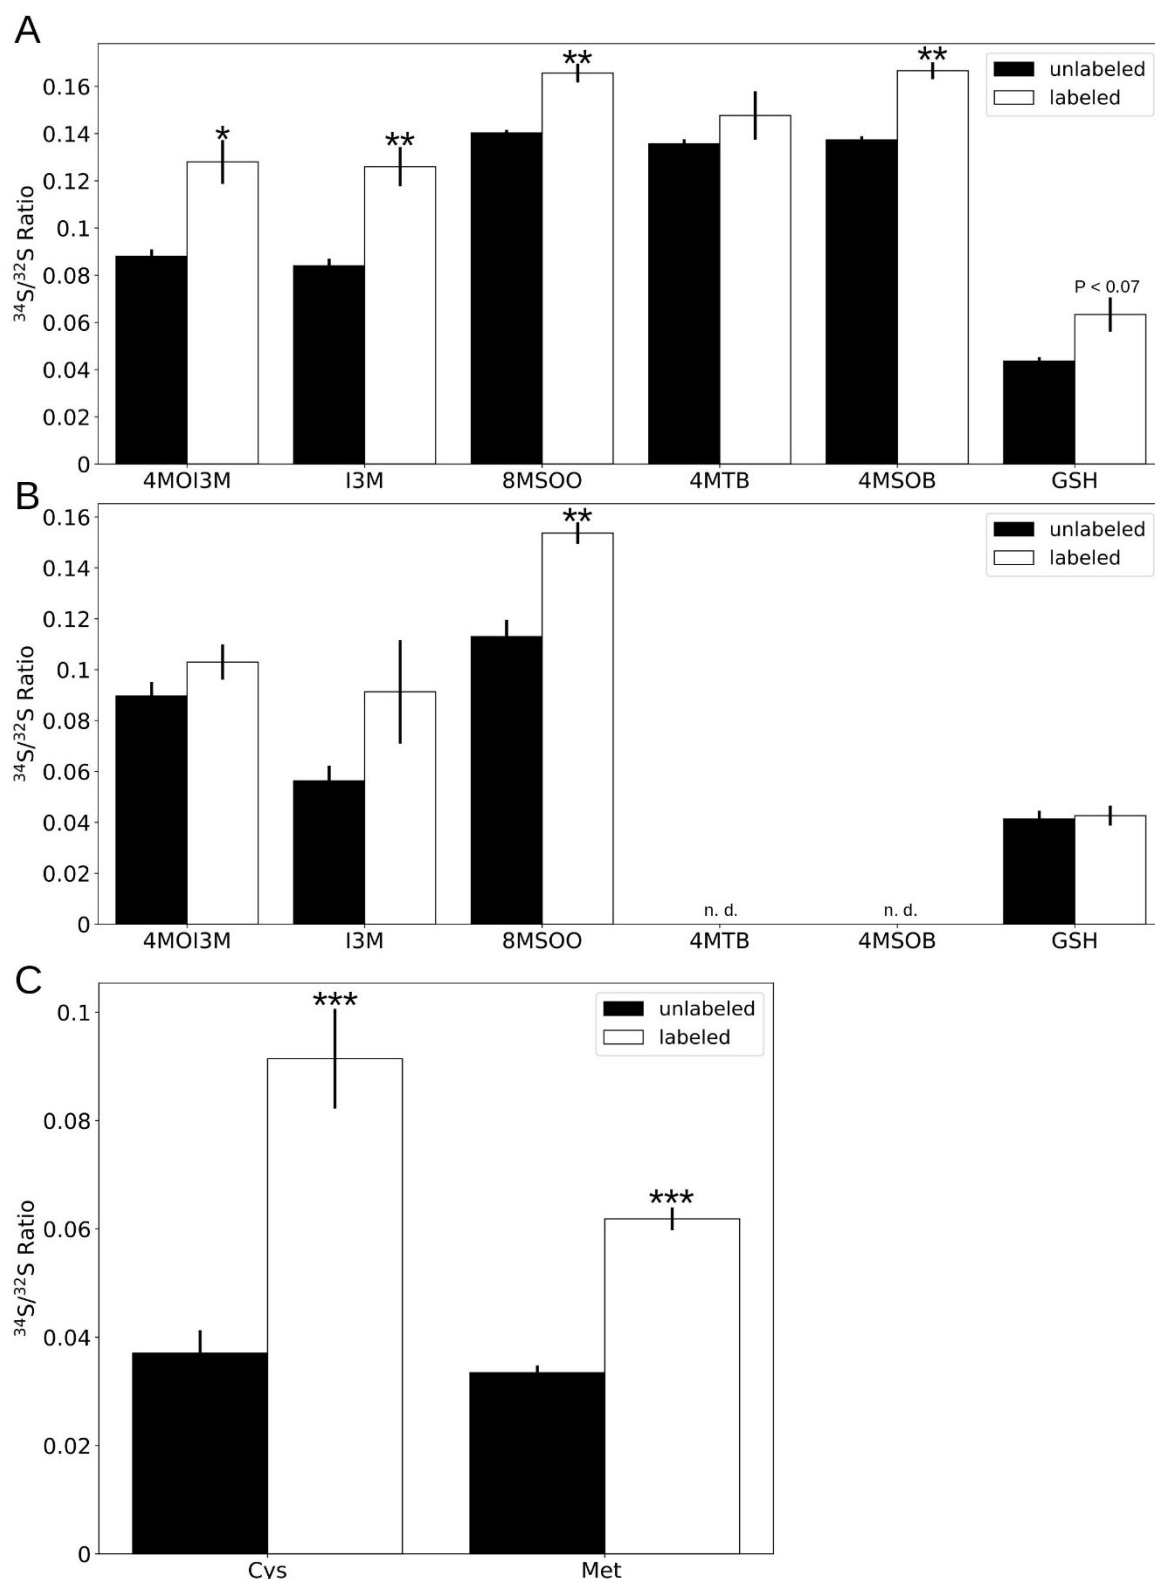 A
³⁴S/³²S Ratio
0.16
0.14
0.12
0.1
0.08
0.06
0.04
0.02
0
* ** ** ** P < 0.07
unlabeled
labeled
4MOI3M I3M 8MSOO 4MTB 4MSOB GSH
B
³⁴S/³²S Ratio
0.16
0.14
0.12
0.1
0.08
0.06
0.04
0.02
0
**
unlabeled
labeled
n. d. n. d.
4MOI3M I3M 8MSOO 4MTB 4MSOB GSH
C
³⁴S/³²S Ratio
0.1
0.08
0.06
0.04
0.02
0
*** ***
unlabeled
labeled
Cys Met